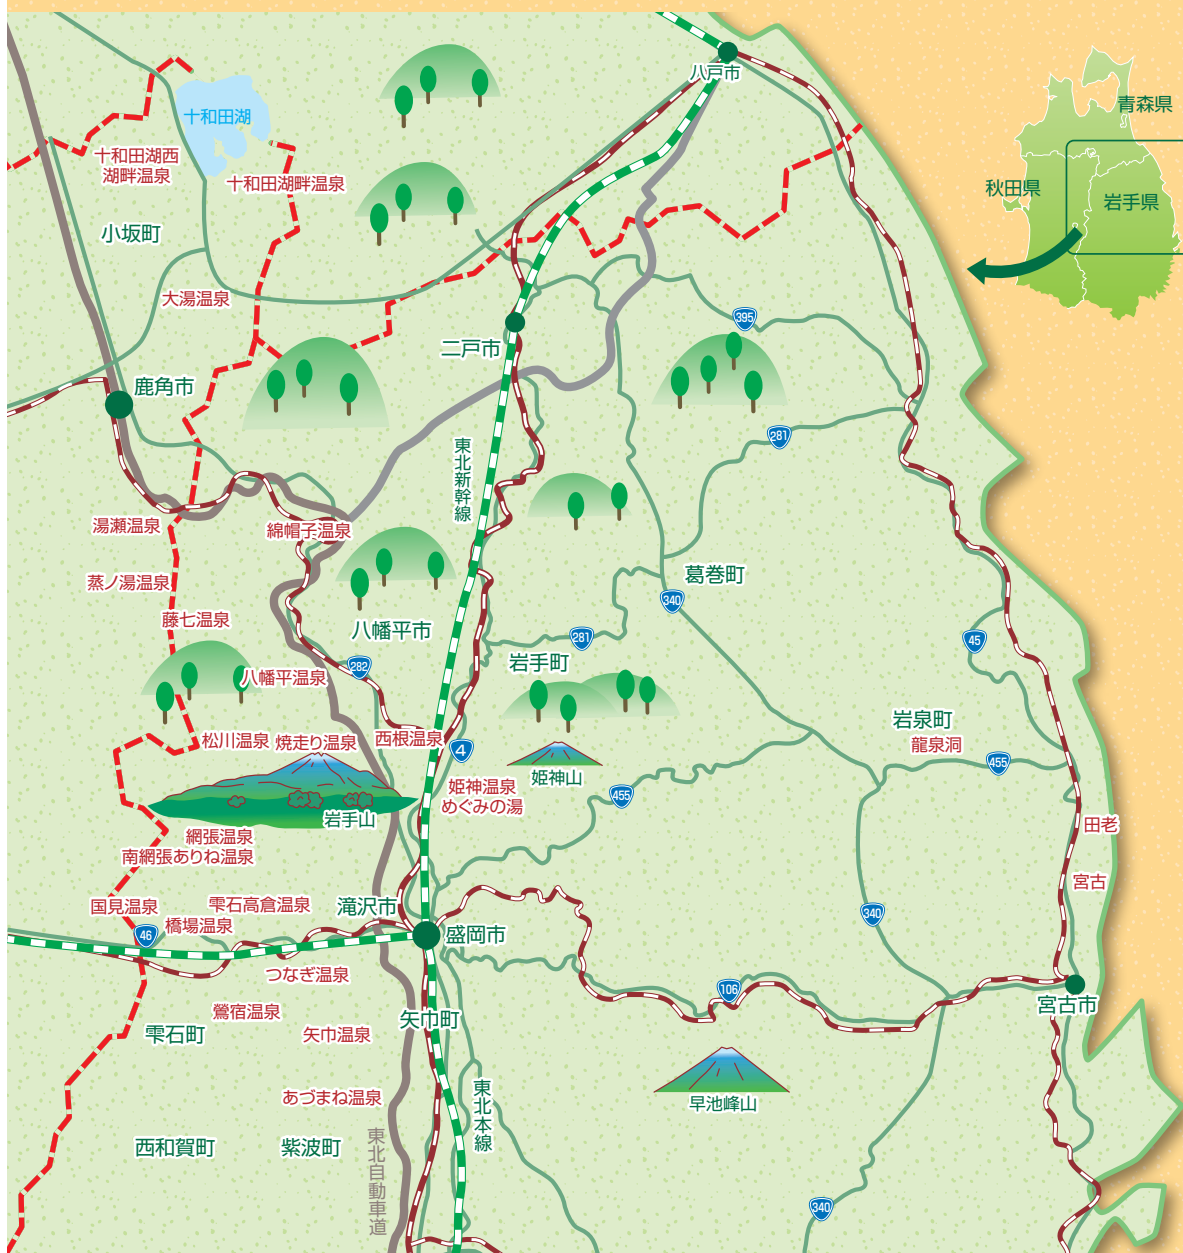 八戸市
青森県
秋田県
岩手県
十和田湖
十和田湖西
湖畔温泉
十和田湖畔温泉
小坂町
大湯温泉
395
二戸市
鹿角市
281
東北新幹線
湯瀬温泉
綿帽子温泉
蒸ノ湯温泉
葛巻町
340
藤七温泉
八幡平市
281
45
282
岩手町
八幡平温泉
岩泉町
龍泉洞
松川温泉
焼走り温泉
西根温泉
4
455
姫神山
姫神温泉
めぐみの湯
455
岩手山
田老
網張温泉
南網張ありね温泉
宮古
国見温泉
雫石高倉温泉
滝沢市
340
橋場温泉
46
盛岡市
つなぎ温泉
106
宮古市
鶯宿温泉
矢巾町
雫石町
矢巾温泉
あづまね温泉
早池峰山
東北本線
西和賀町
紫波町
東北自動車道
340